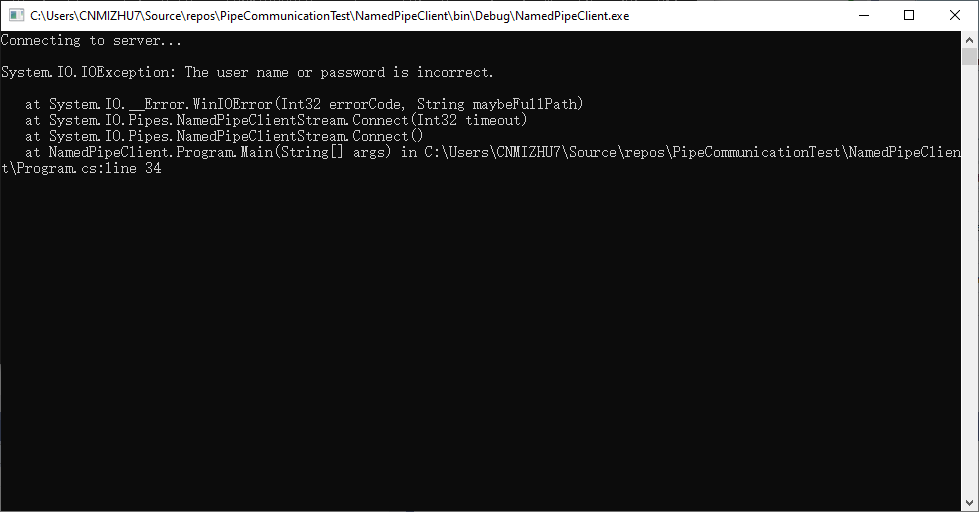 C:\Users\CNMIZHU7\Source\repos\PipeCommunicationTest\NamedPipeClient\bin\Debug\NamedPipeClient.exe
Connecting to server...
System.IO.IOException: The user name or password is incorrect.
at System.IO.__Error.WinIOError(Int32 errorCode, String maybeFullPath)
at System.IO.Pipes.NamedPipeClientStream.Connect(Int32 timeout)
at System.IO.Pipes.NamedPipeClientStream.Connect()
at NamedPipeClient.Program.Main(String[] args) in C:\Users\CNMIZHU7\Source\repos\PipeCommunicationTest\NamedPipeClien
t\Program.cs:line 34